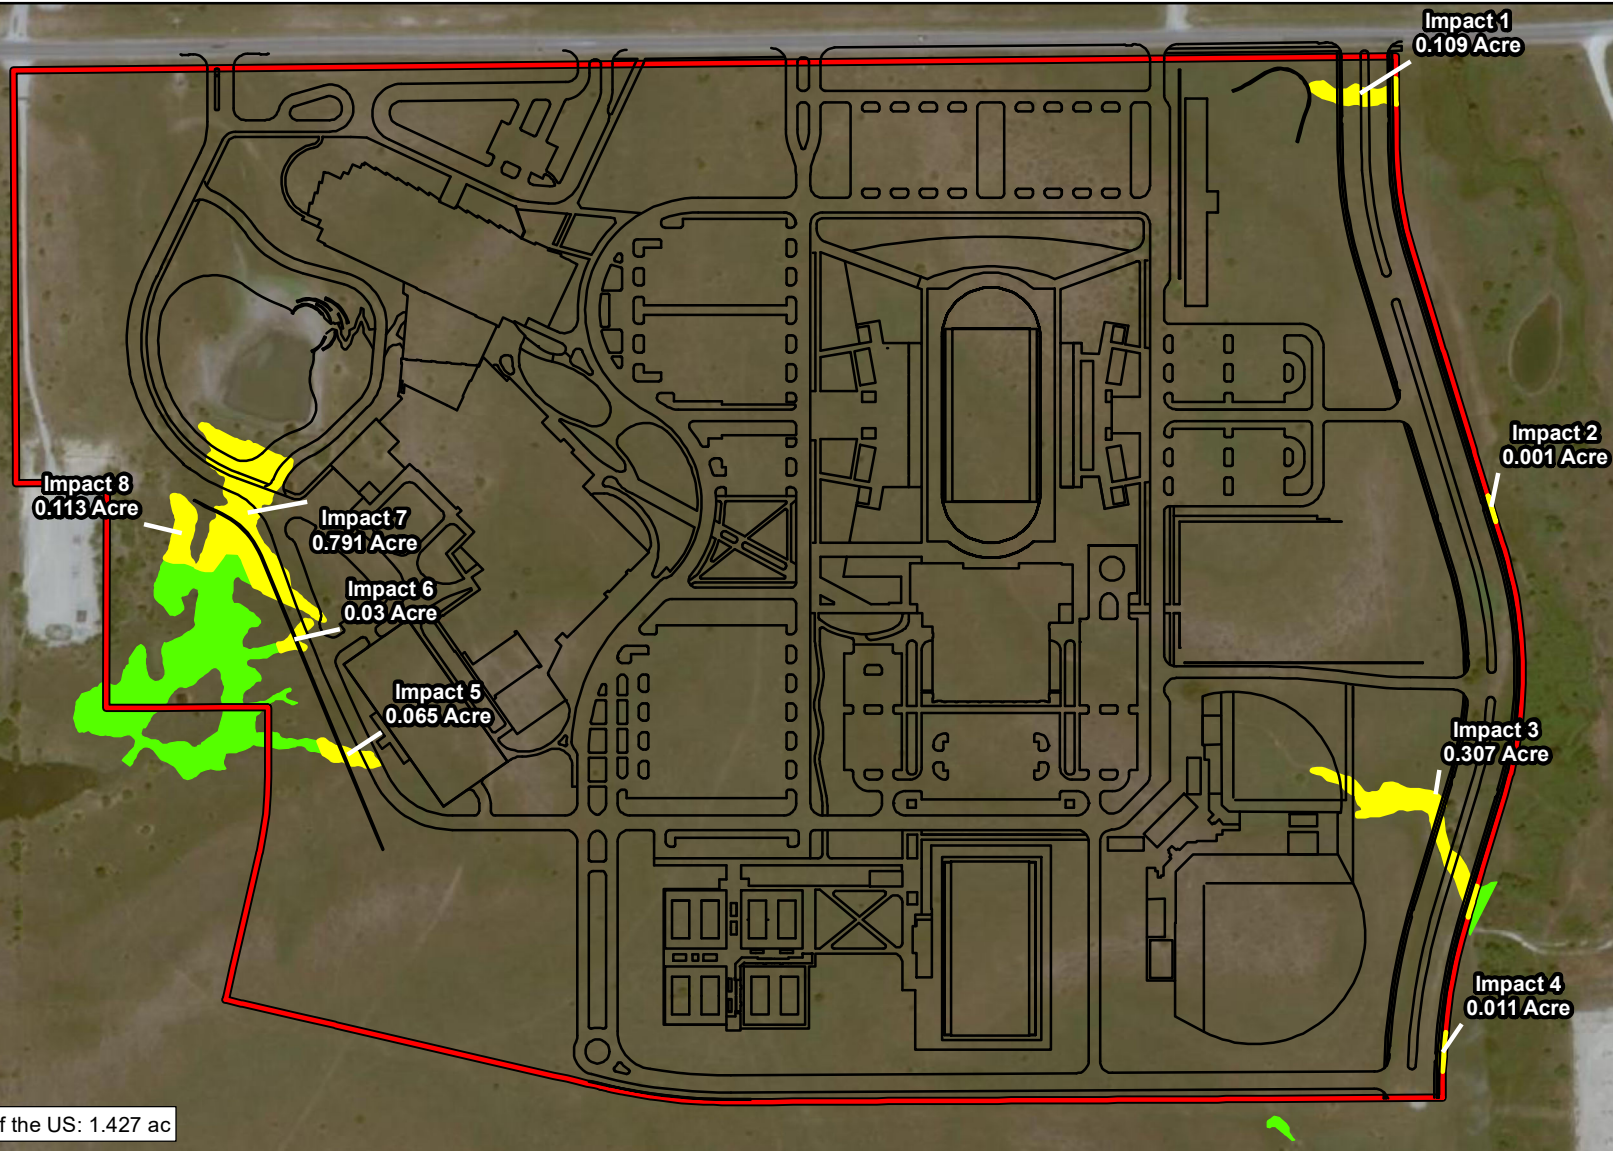 Impact 1
0.109 Acre
Impact 2
0.001 Acre
Impact 8
0.113 Acre
Impact 7
0.791 Acre
Impact 6
0.03 Acre
Impact 5
0.065 Acre
Impact 3
0.307 Acre
Impact 4
0.011 Acre
f the US: 1.427 ac